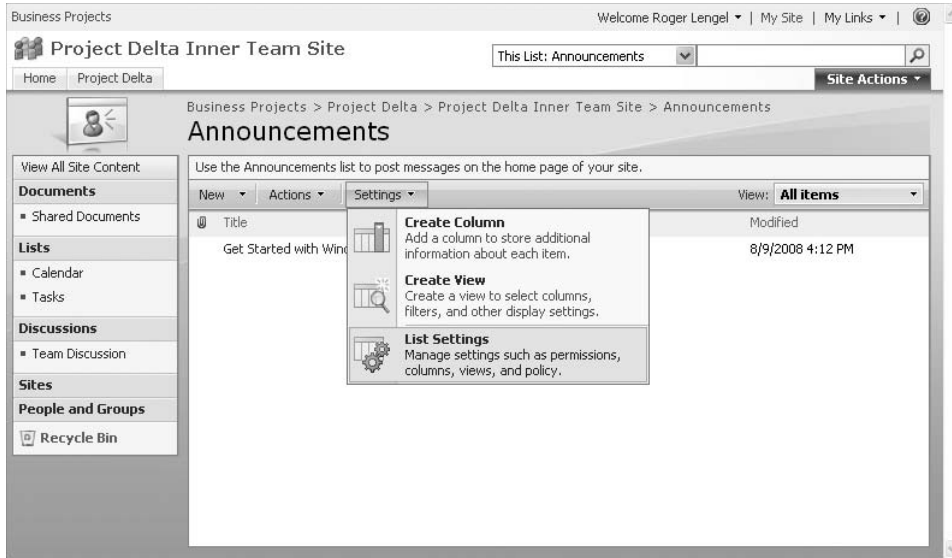 Business Projects
Welcome Roger Lengel | My Site | My Links |
Project Delta Inner Team Site
This List: Announcements
Home Project Delta
Site Actions
Business Projects > Project Delta > Project Delta Inner Team Site > Announcements
Announcements
View All Site Content
Documents
Shared Documents
Lists
Calendar
Tasks
Discussions
Team Discussion
Sites
People and Groups
Recycle Bin
Use the Announcements list to post messages on the home page of your site.
New Actions Settings View: All items
Title Modified
Get Started with 8/9/2008 4:12 PM
Create Column
Add a column to store additional
information about each item.
Create View
Create a view to select columns,
filters, and other display settings.
List Settings
Manage settings such as permissions,
columns, views, and policy.